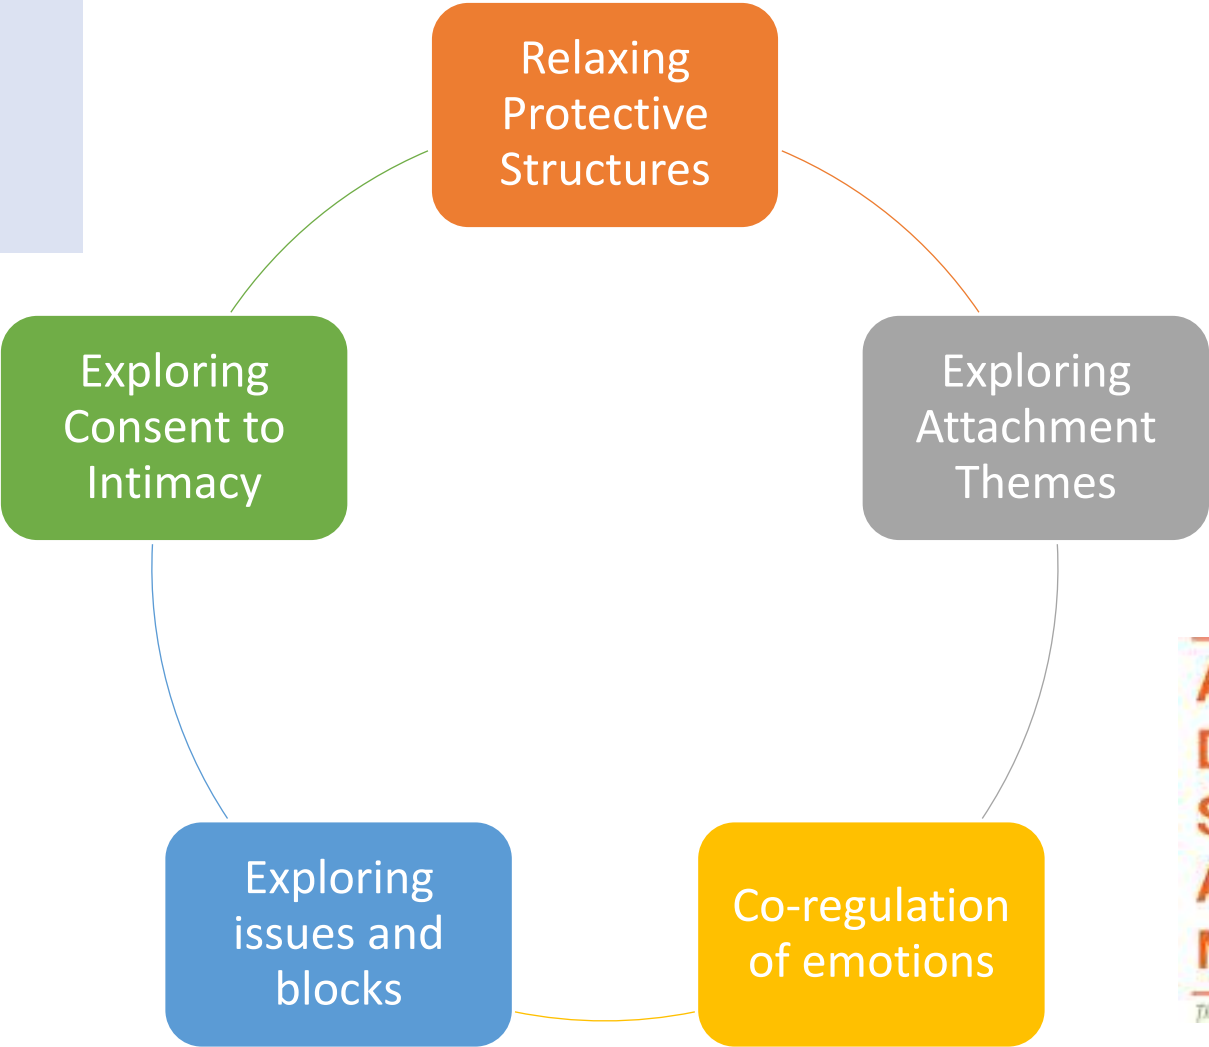 Relaxing
Protective
Structures
Exploring
Attachment
Themes
Co-regulation
of emotions
Exploring
issues and
blocks
Exploring
Consent to
Intimacy